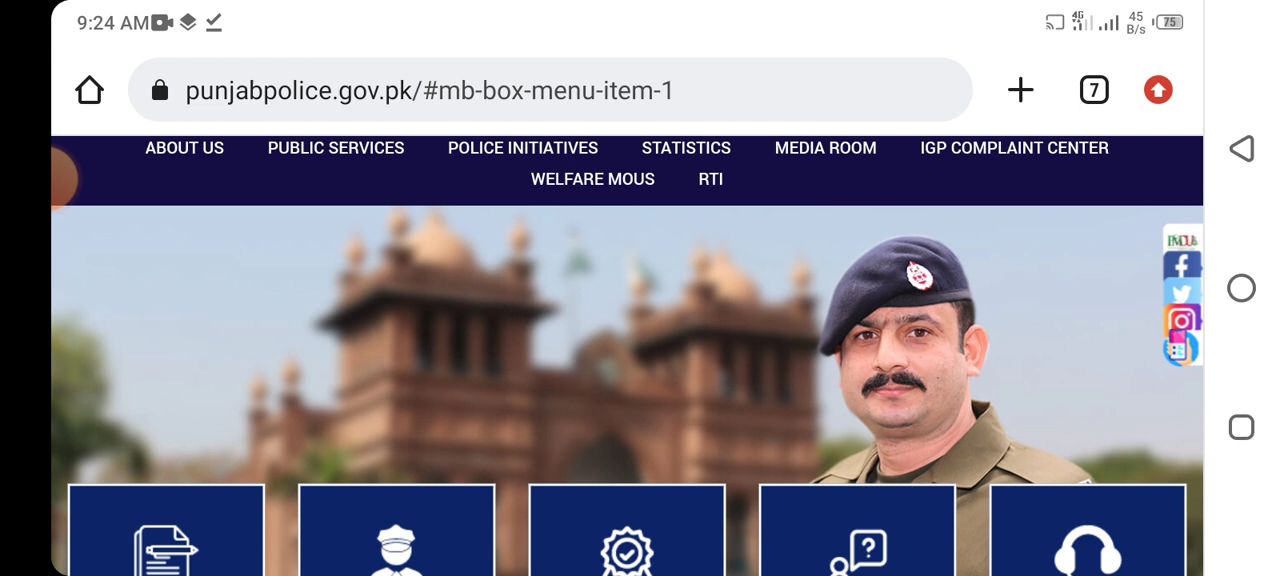 9:24 AM
4G
45
B/s
75
punjabpolice.gov.pk/#mb-box-menu-item-1
7
ABOUT US PUBLIC SERVICES POLICE INITIATIVES STATISTICS MEDIA ROOM IGP COMPLAINT CENTER
WELFARE MOUS RTI